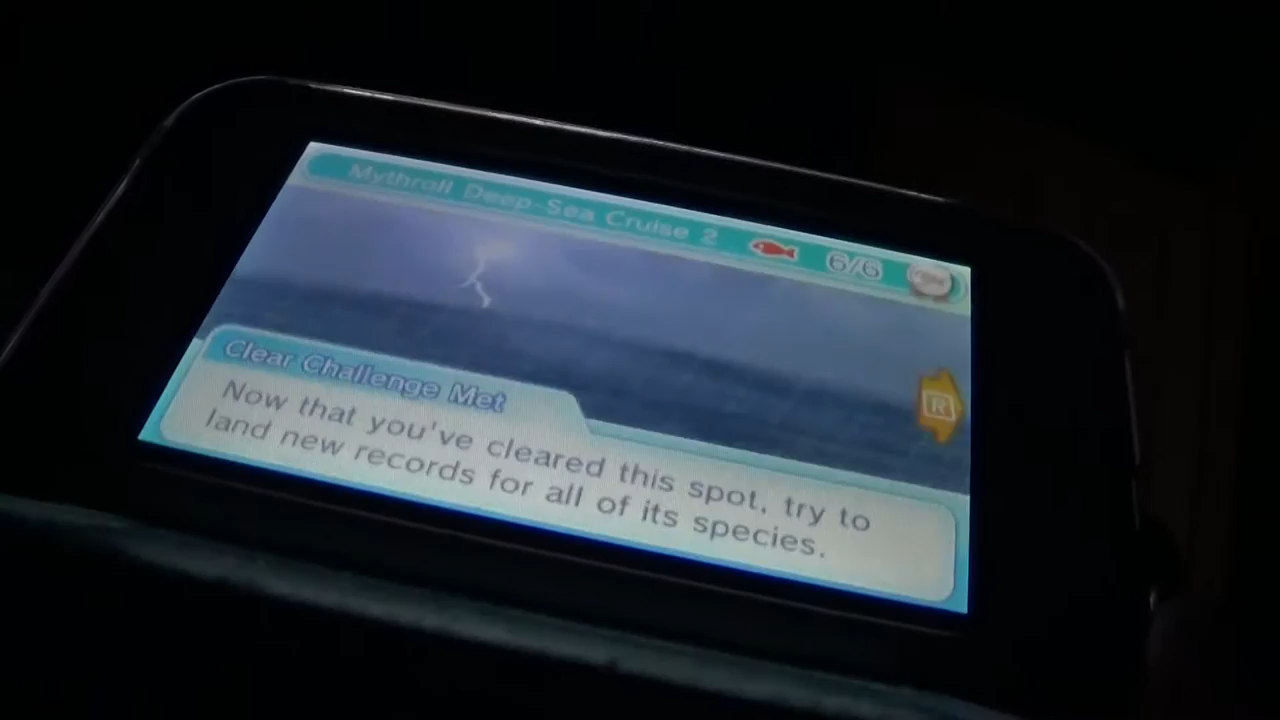 Mythroll Deep-Sea Cruise 2
6/6
Clear Challenge Met
R
Now that you've cleared this spot, try to
land new records for all of its species.